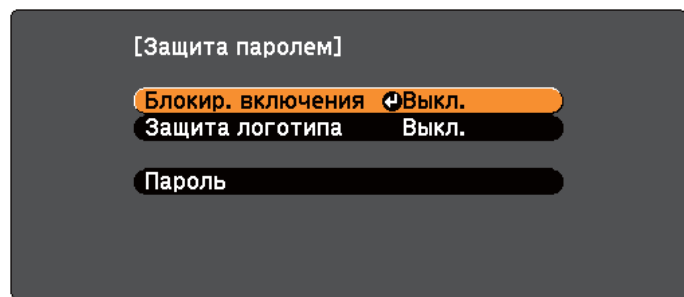 [Защита паролем]
Блокир. включения Выкл.
Защита логотипа Выкл.
Пароль